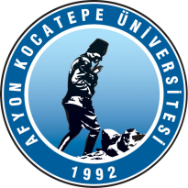 AFYON KOCATEPE ÜNİVERSİTESİ
1992